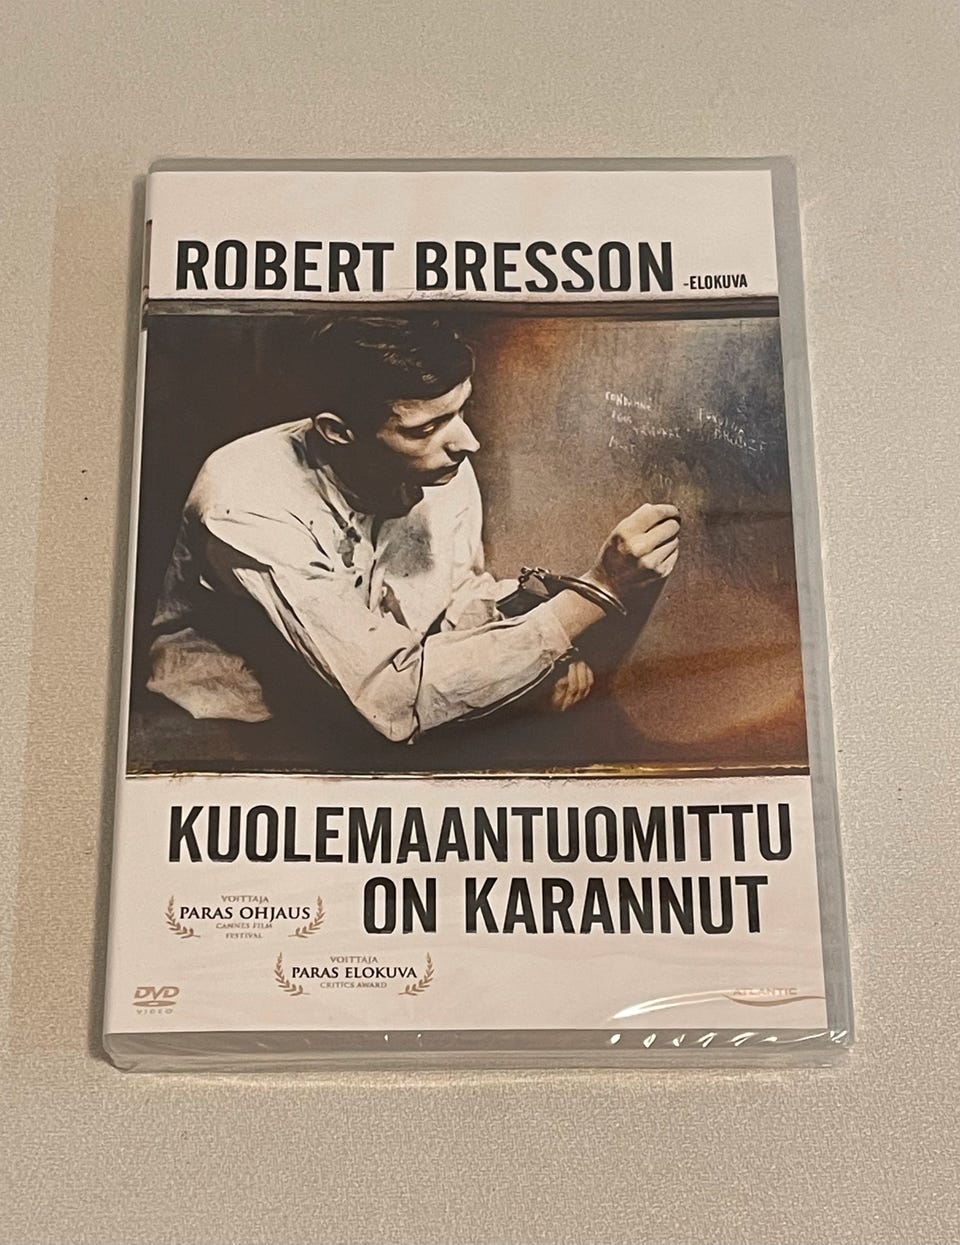 ROBERT BRESSON -ELOKUVA
KUOLEMAANTUOMITTU
ON KARANNUT
VOITTAJA
PARAS OHJAUS
CANNES FILM
FESTIVAL
VOITTAJA
PARAS ELOKUVA
CRITICS AWARD
DVD
VIDEO
ATLANTIC